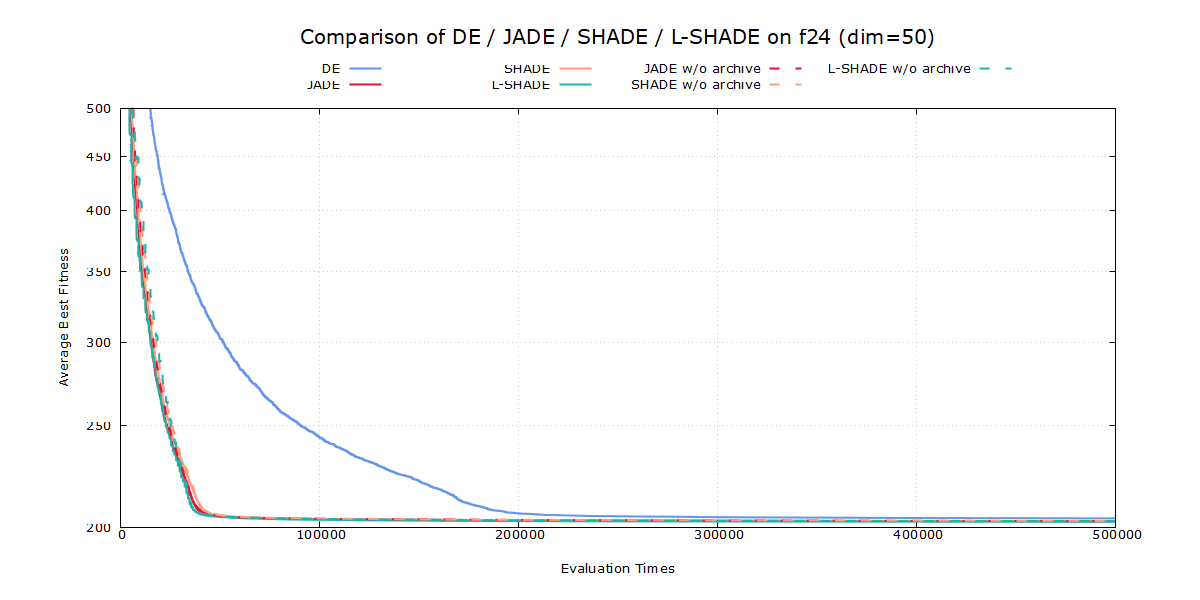 Comparison of DE / JADE / SHADE / L-SHADE on f24 (dim=50)
DE SHADE JADE w/o archive L-SHADE w/o archive
JADE L-SHADE SHADE w/o archive
500
450
400
350
300
250
200
Average Best Fitness
0 100000 200000 300000 400000 500000
Evaluation Times